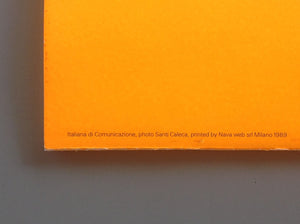 Italiana di Comunicazione, photo Santi Caleca, printed by Nava web srl Milano 1989